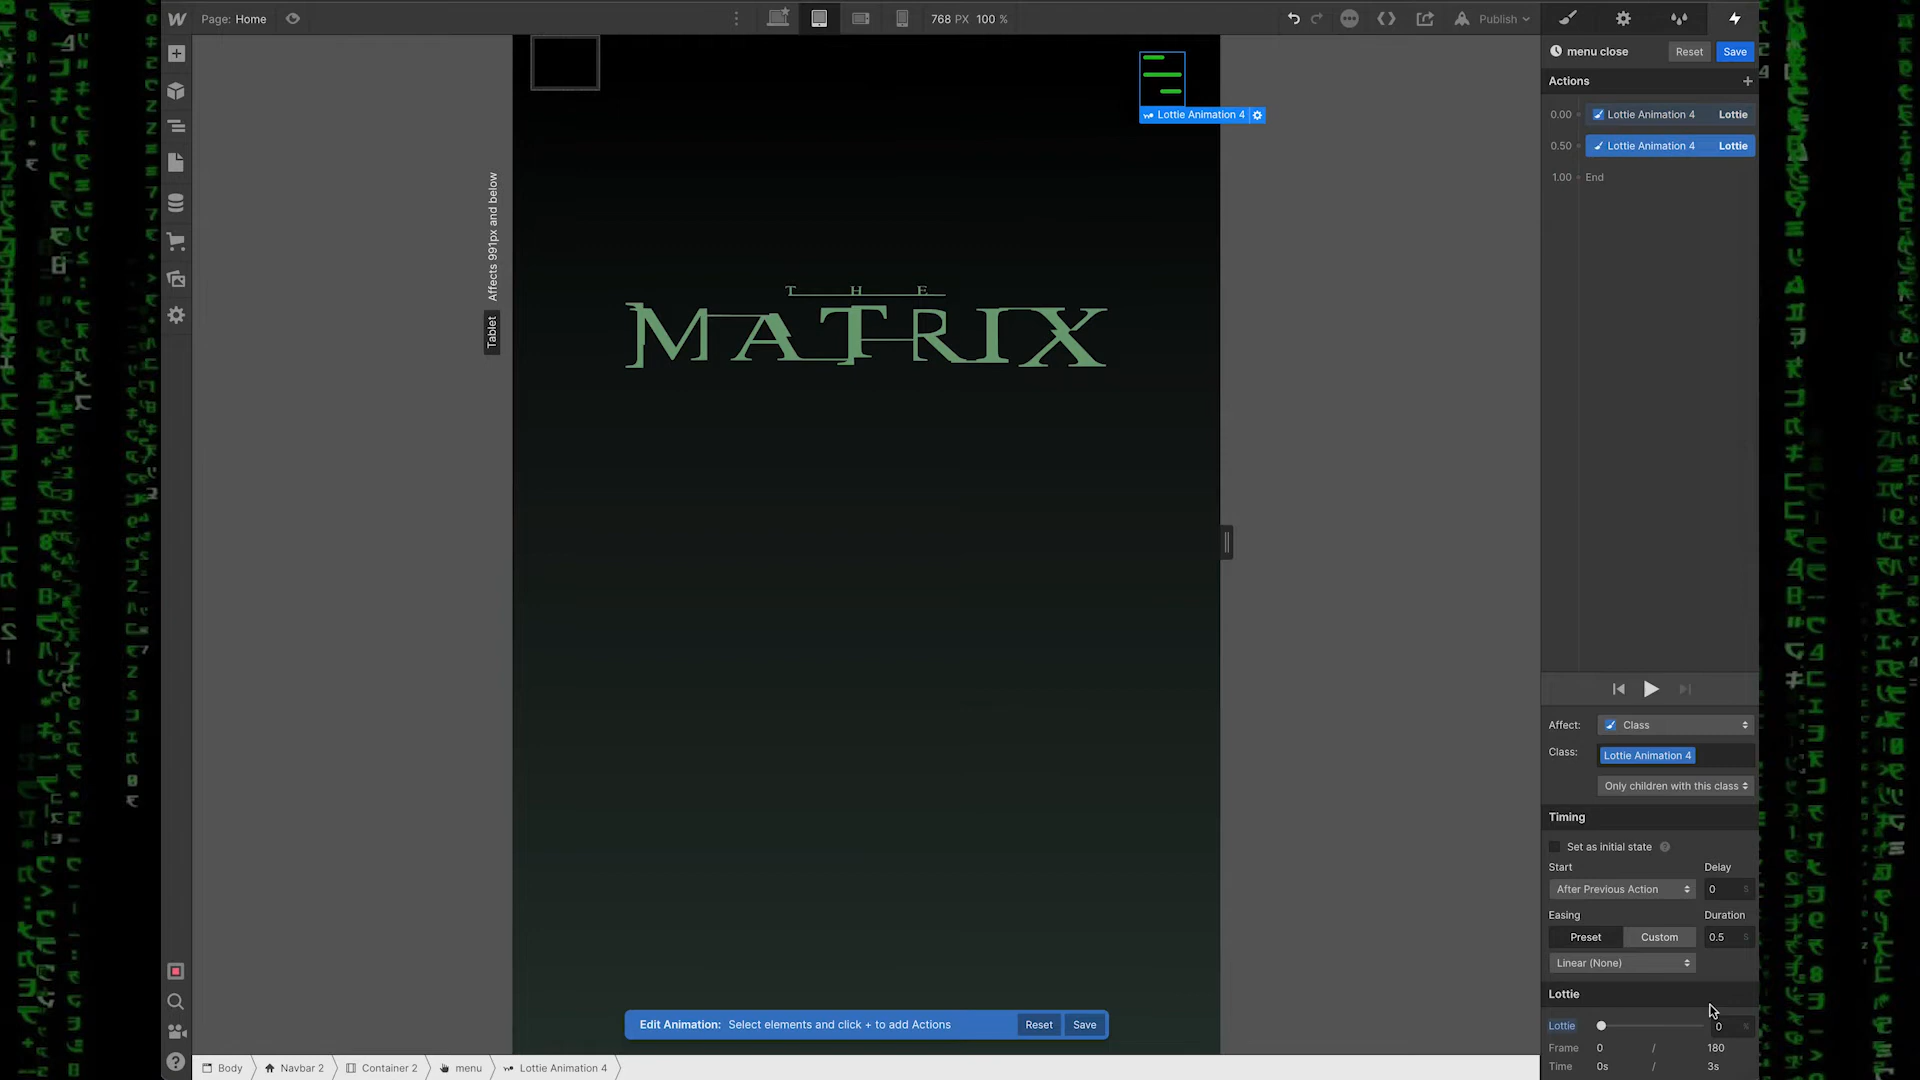 Page: Home
768 PX 100 %
Publish
menu close
Reset
Save
Actions
0.00
Lottie Animation 4
Lottie
0.50
Lottie Animation 4
Lottie
1.00
End
Lottie Animation 4
Affects 991px and below
Tablet
THE
MATRIX
Affect:
Class
Class:
Lottie Animation 4
Only children with this class
Timing
Set as initial state
Start
Delay
After Previous Action
0
S
Easing
Duration
Preset
Custom
0.5
S
Linear (None)
Lottie
Lottie
0
%
Frame
0
/
180
Time
0s
/
3s
Edit Animation: Select elements and click + to add Actions
Reset
Save
Body
Navbar 2
Container 2
menu
Lottie Animation 4